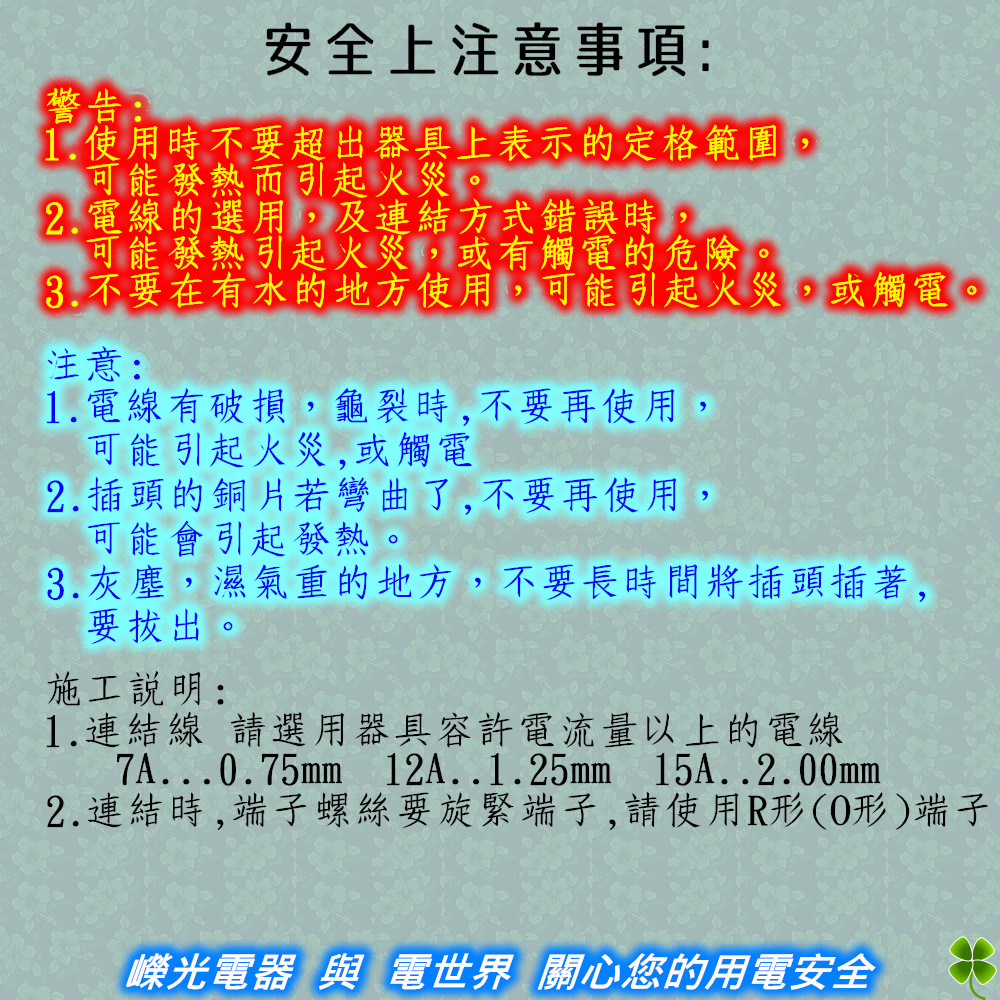 安全上注意事項:
警告:
1.使用時不要超出器具上表示的定格範圍，
可能發熱而引起火災。
2.電線的選用，及連結方式錯誤時，
可能發熱引起火災，或有觸電的危險。
3.不要在有水的地方使用，可能引起火災，或觸電。
注意:
1.電線有破損，龜裂時,不要再使用，
可能引起火災,或觸電
2.插頭的銅片若彎曲了,不要再使用，
可能會引起發熱。
3.灰塵，濕氣重的地方，不要長時間將插頭插著,
要拔出。
施工説明:
1.連結線 請選用器具容許電流量以上的電線
7A...0.75mm 12A..1.25mm 15A..2.00mm
2.連結時,端子螺絲要旋緊端子,請使用R形(O形)端子
嶸光電器 與 電世界 關心您的用電安全